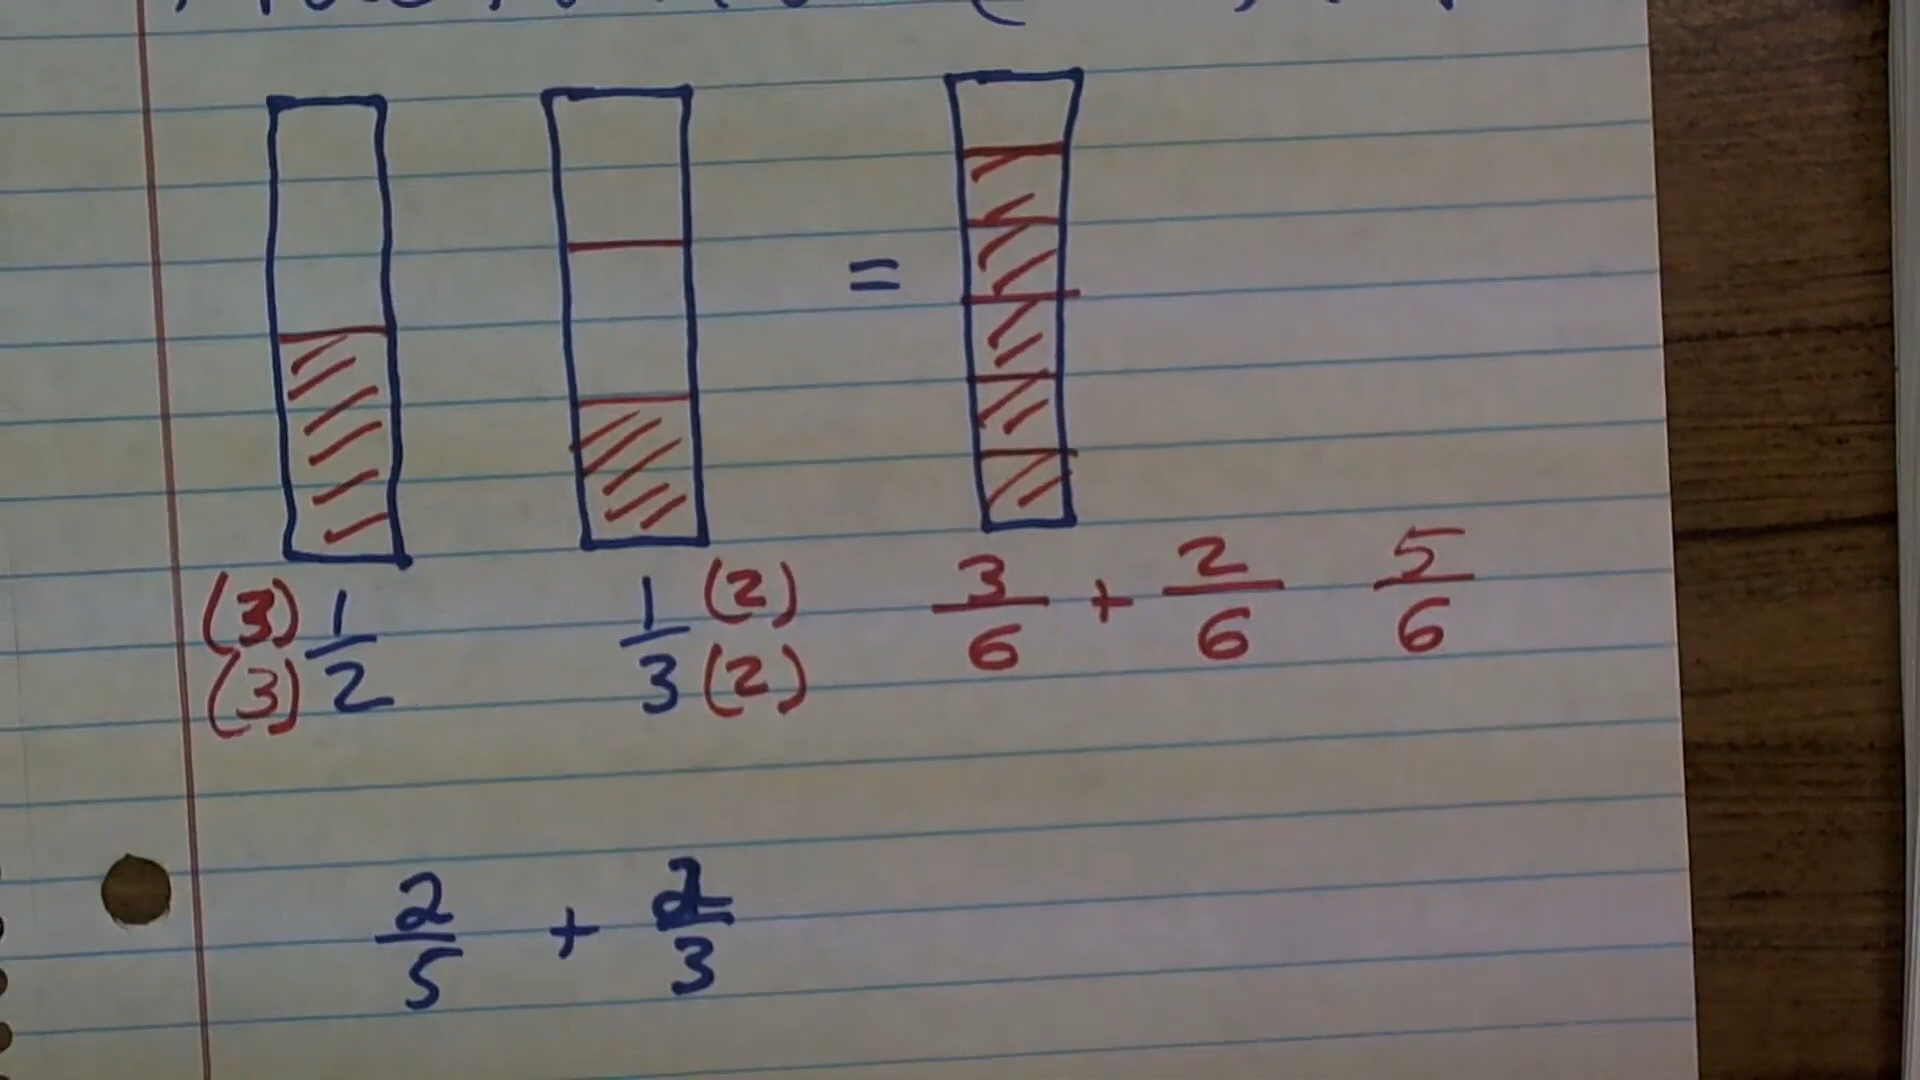 =
(3) 1/2 1/3 (2) 3/6 + 2/6 5/6
(3) (2)
2/5 + 2/3